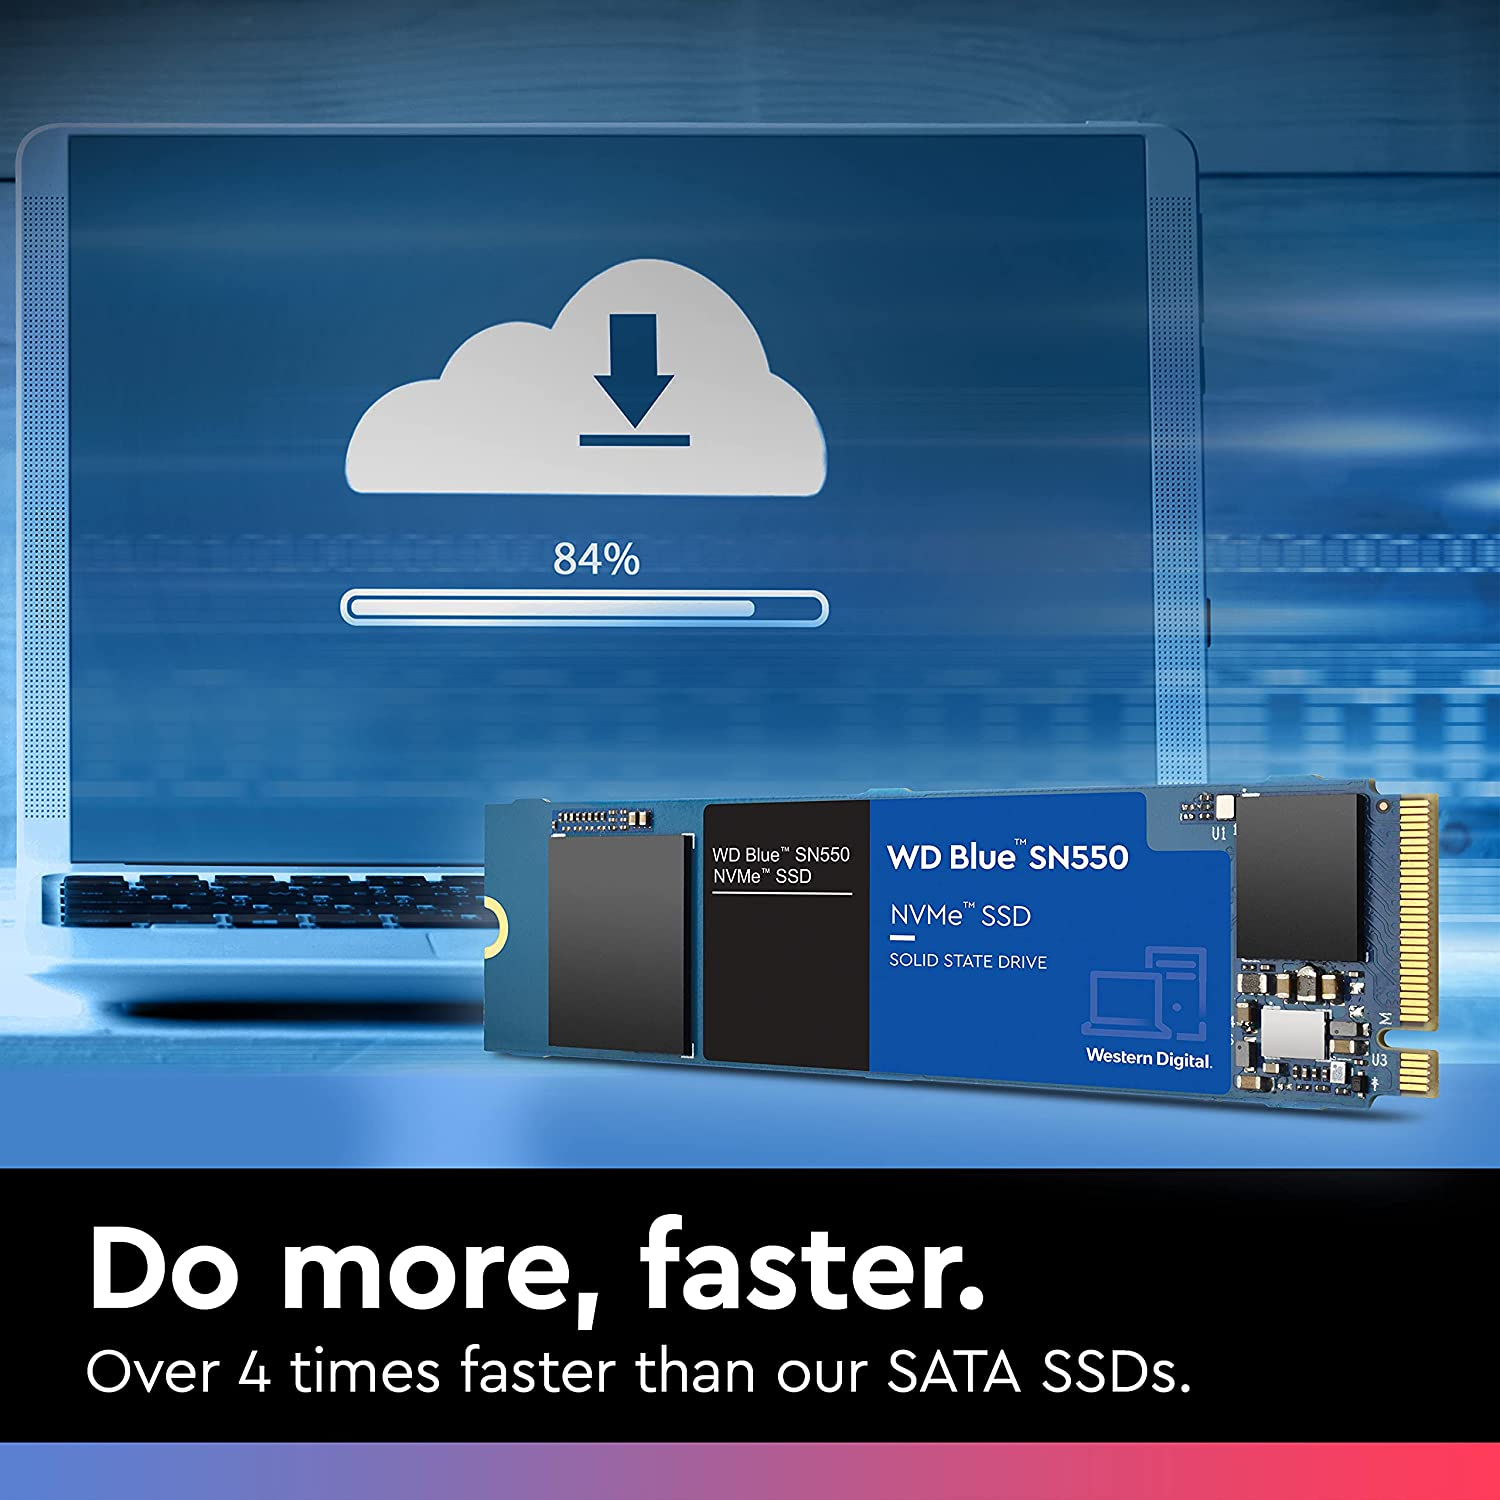 84%
WD Blue™ SN550
NVMe™ SSD
WD Blue™ SN550
NVMe™ SSD
SOLID STATE DRIVE
Western Digital.
U1
M
U3
Do more, faster.
Over 4 times faster than our SATA SSDs.